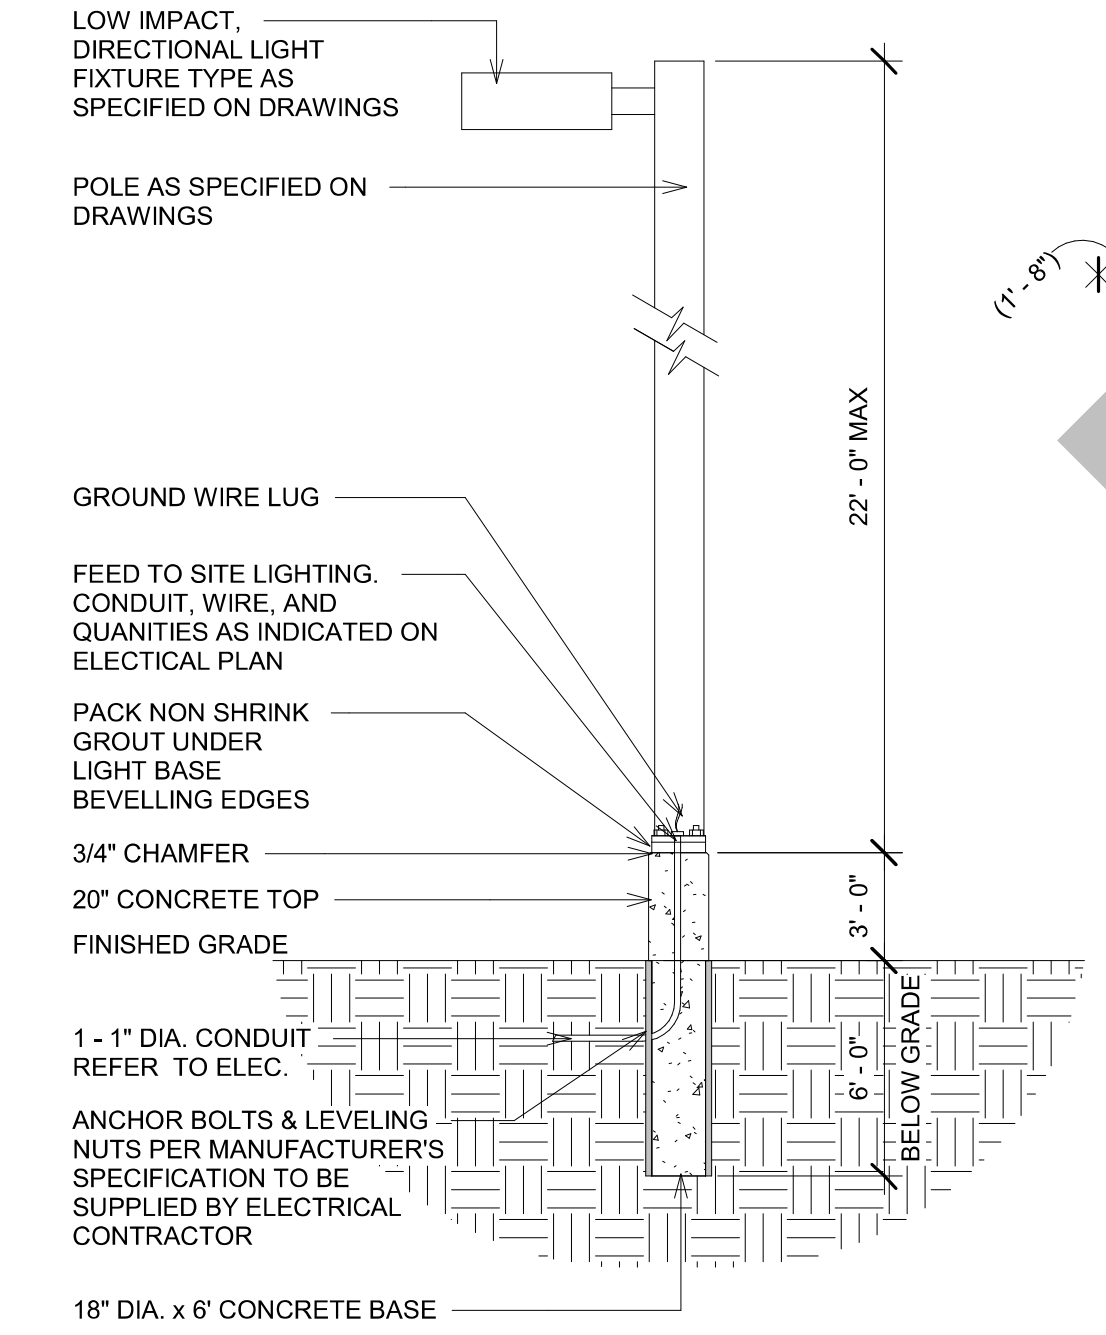 LOW IMPACT,
DIRECTIONAL LIGHT
FIXTURE TYPE AS
SPECIFIED ON DRAWINGS
POLE AS SPECIFIED ON
DRAWINGS
(1' - 8")
22' - 0" MAX
GROUND WIRE LUG
FEED TO SITE LIGHTING.
CONDUIT, WIRE, AND
QUANITIES AS INDICATED ON
ELECTICAL PLAN
PACK NON SHRINK
GROUT UNDER
LIGHT BASE
BEVELLING EDGES
3/4" CHAMFER
20" CONCRETE TOP
3' - 0"
FINISHED GRADE
1 - 1" DIA. CONDUIT
REFER TO ELEC.
6' - 0"
BELOW GRADE
ANCHOR BOLTS & LEVELING
NUTS PER MANUFACTURER'S
SPECIFICATION TO BE
SUPPLIED BY ELECTRICAL
CONTRACTOR
18" DIA. x 6' CONCRETE BASE